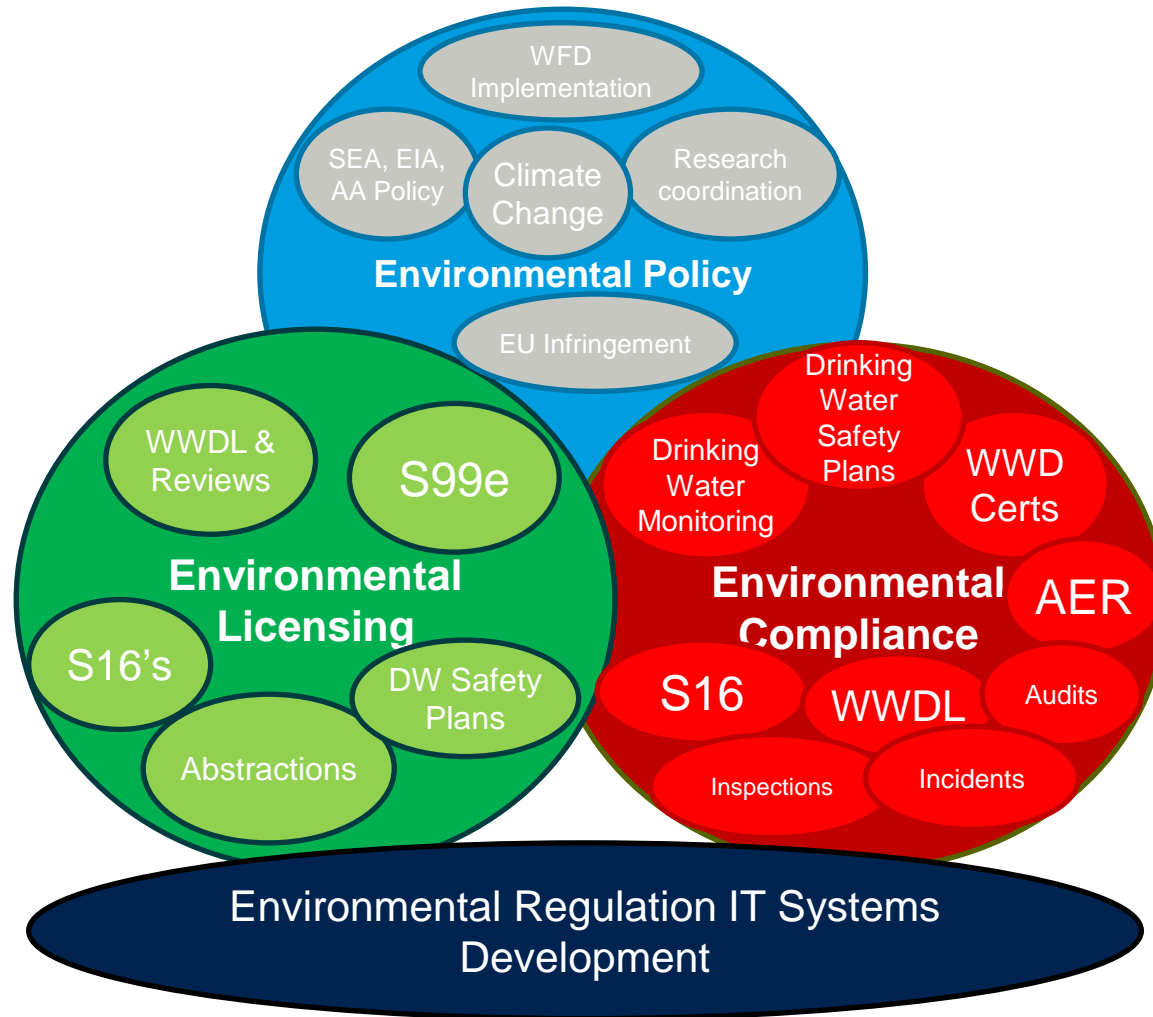 WFD
Implementation
SEA, EIA,
AA Policy
Climate
Change
Research
coordination
Environmental Policy
EU Infringement
WWDL &
Reviews
S99e
Environmental
Licensing
S16's
DW Safety
Plans
Abstractions
Drinking
Water
Safety
Plans
Drinking
Water
Monitoring
WWD
Certs
Environmental
Compliance
AER
S16
WWDL
Audits
Inspections
Incidents
Environmental Regulation IT Systems
Development